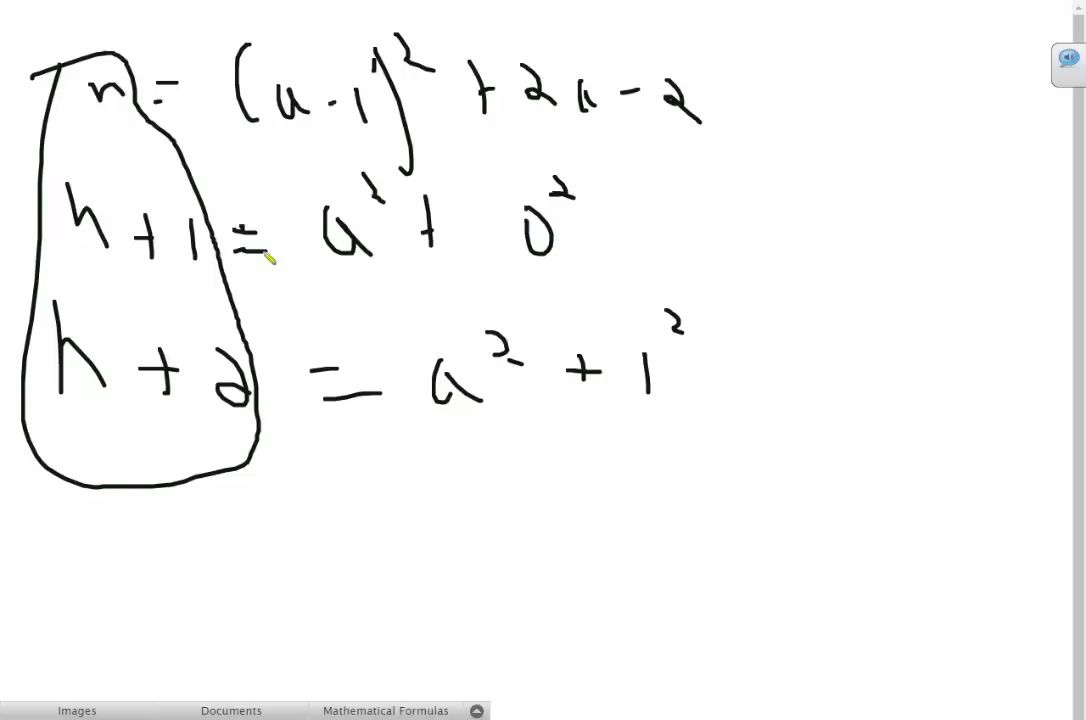 n = (a - 1)² + 2a - 2
n + 1 = a² + 0²
n + 2 = a² + 1²
Images Documents Mathematical Formulas